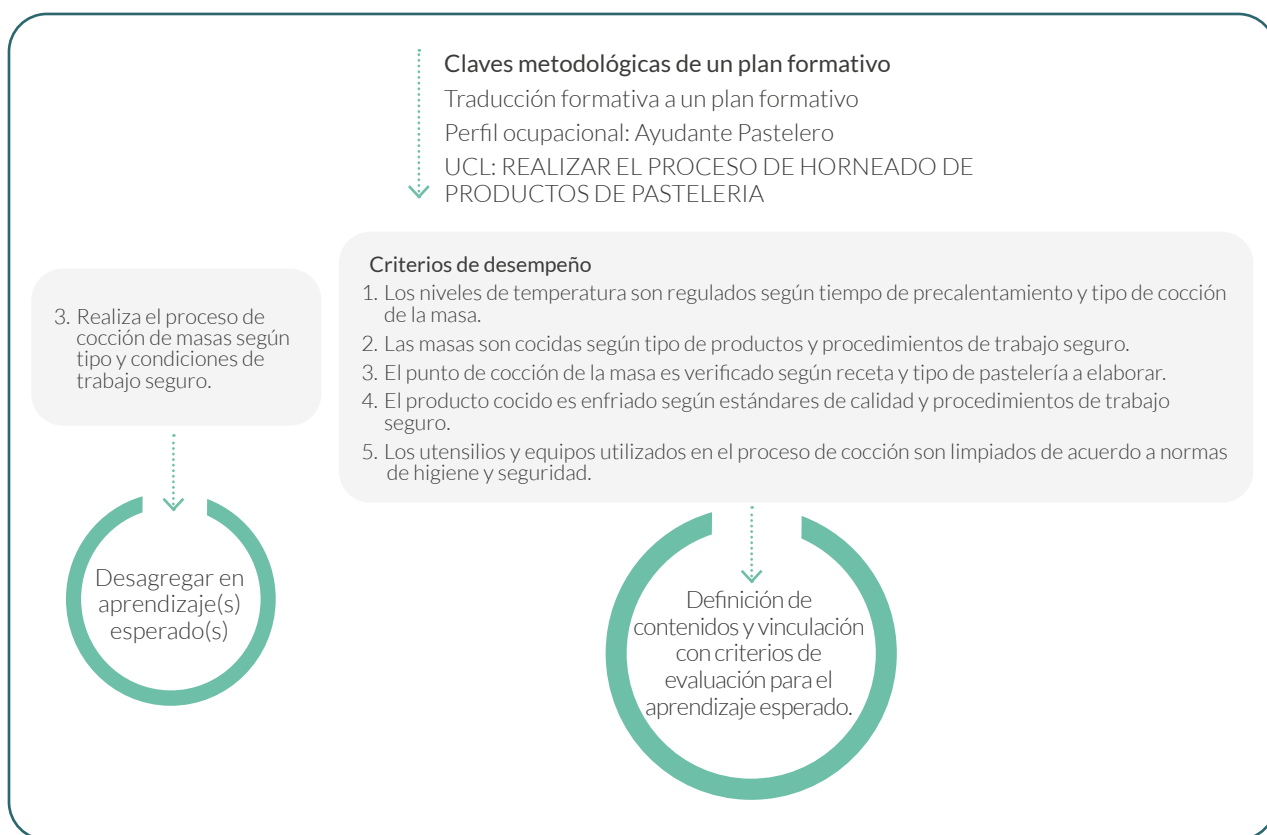 Claves metodológicas de un plan formativo
Traducción formativa a un plan formativo
Perfil ocupacional: Ayudante Pastelero
UCL: REALIZAR EL PROCESO DE HORNEADO DE
PRODUCTOS DE PASTELERIA
3. Realiza el proceso de
cocción de masas según
tipo y condiciones de
trabajo seguro.
Criterios de desempeño
1. Los niveles de temperatura son regulados según tiempo de precalentamiento y tipo de cocción
de la masa.
2. Las masas son cocidas según tipo de productos y procedimientos de trabajo seguro.
3. El punto de cocción de la masa es verificado según receta y tipo de pastelería a elaborar.
4. El producto cocido es enfriado según estándares de calidad y procedimientos de trabajo
seguro.
5. Los utensilios y equipos utilizados en el proceso de cocción son limpiados de acuerdo a normas
de higiene y seguridad.
Desagregar en
aprendizaje(s)
esperado(s)
Definición de
contenidos y vinculación
con criterios de
evaluación para el
aprendizaje esperado.